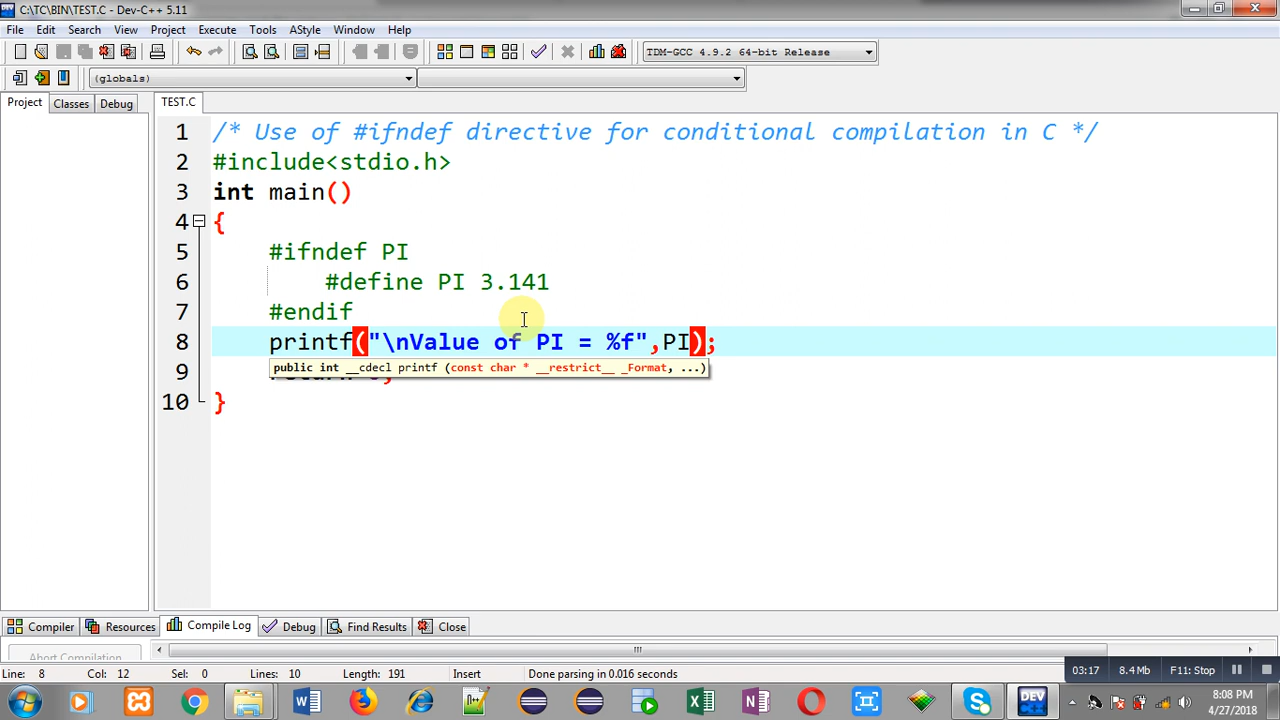 C:\TC\BIN\TEST.C - Dev-C++ 5.11
File Edit Search View Project Execute Tools AStyle Window Help
TDM-GCC 4.9.2 64-bit Release
(globals)
Project Classes Debug TEST.C
1 /* Use of #ifndef directive for conditional compilation in C */
2 #include<stdio.h>
3 int main()
4 {
5 #ifndef PI
6 #define PI 3.141
7 #endif
8 printf("\nValue of PI = %f",PI);
public int __cdecl printf (const char * __restrict__ _Format, ...)
9
10 }
Compiler Resources Compile Log Debug Find Results Close
Abort Compilation
Line: 8 Col: 12 Sel: 0 Lines: 10 Length: 191 Insert Done parsing in 0.016 seconds
03:17 8.4 Mb F11: Stop
DEV
8:08 PM
4/27/2018